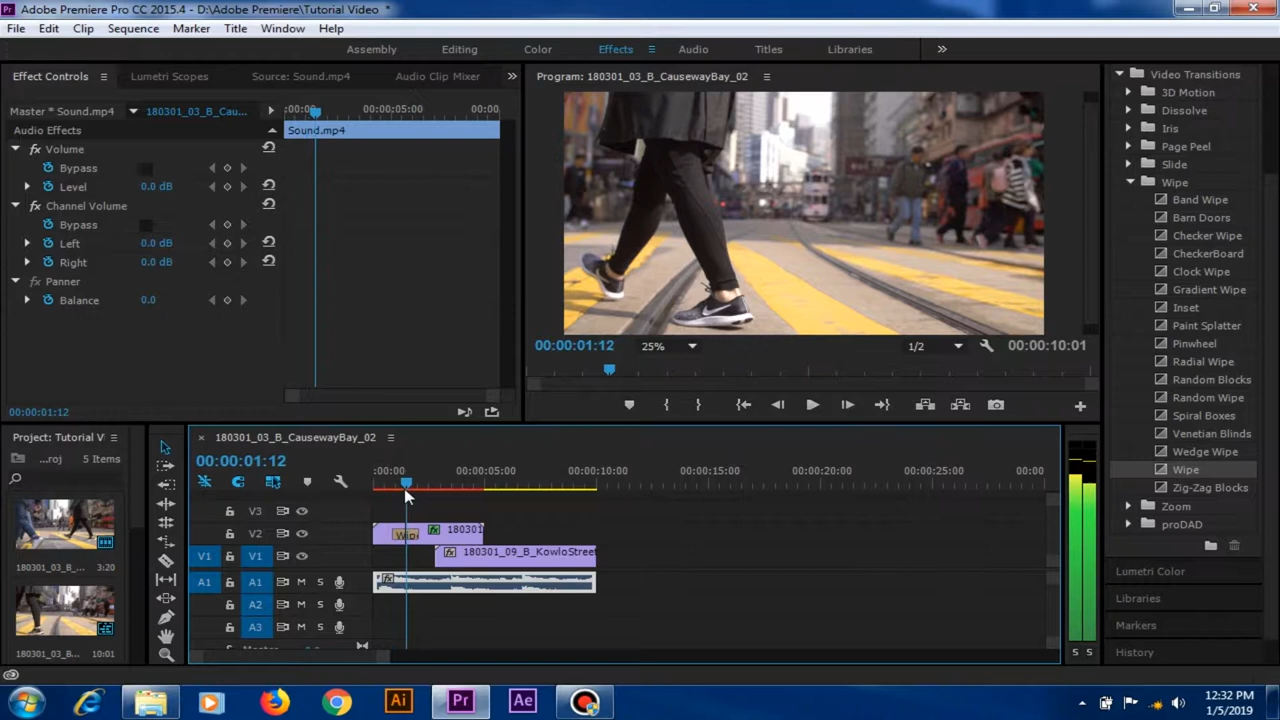 Adobe Premiere Pro CC 2015.4 - D:\Adobe Premiere\Tutorial Video *
File Edit Clip Sequence Marker Title Window Help
Assembly Editing Color Effects Audio Titles Libraries
Effect Controls Lumetri Scopes Source: Sound.mp4 Audio Clip Mixer
Master * Sound.mp4 180301_03_B_Cau... :00:00 00:00:05:00 00:00
Audio Effects Sound.mp4
fx Volume
Bypass
Level 0.0 dB
fx Channel Volume
Bypass
Left 0.0 dB
Right 0.0 dB
fx Panner
Balance 0.0
00:00:01:12
Program: 180301_03_B_CausewayBay_02
00:00:01:12 25% 1/2 00:00:10:01
Video Transitions
3D Motion
Dissolve
Iris
Page Peel
Slide
Wipe
Band Wipe
Barn Doors
Checker Wipe
CheckerBoard
Clock Wipe
Gradient Wipe
Inset
Paint Splatter
Pinwheel
Radial Wipe
Random Blocks
Random Wipe
Spiral Boxes
Venetian Blinds
Wedge Wipe
Wipe
Zig-Zag Blocks
Zoom
proDAD
Lumetri Color
Libraries
Markers
History
Project: Tutorial V
...roj 5 Items
180301_03_B_... 3:20
180301_03_B... 10:01
180301_03_B_CausewayBay_02
00:00:01:12
:00:00 00:00:05:00 00:00:10:00 00:00:15:00 00:00:20:00 00:00:25:00 00:00
V3
V2 fx 180301
V1 V1 fx 180301_09_B_KowloStreet
A1 A1 M S fx
A2 M S
A3 M S
S S
Ai Pr Ae
12:32 PM
1/5/2019